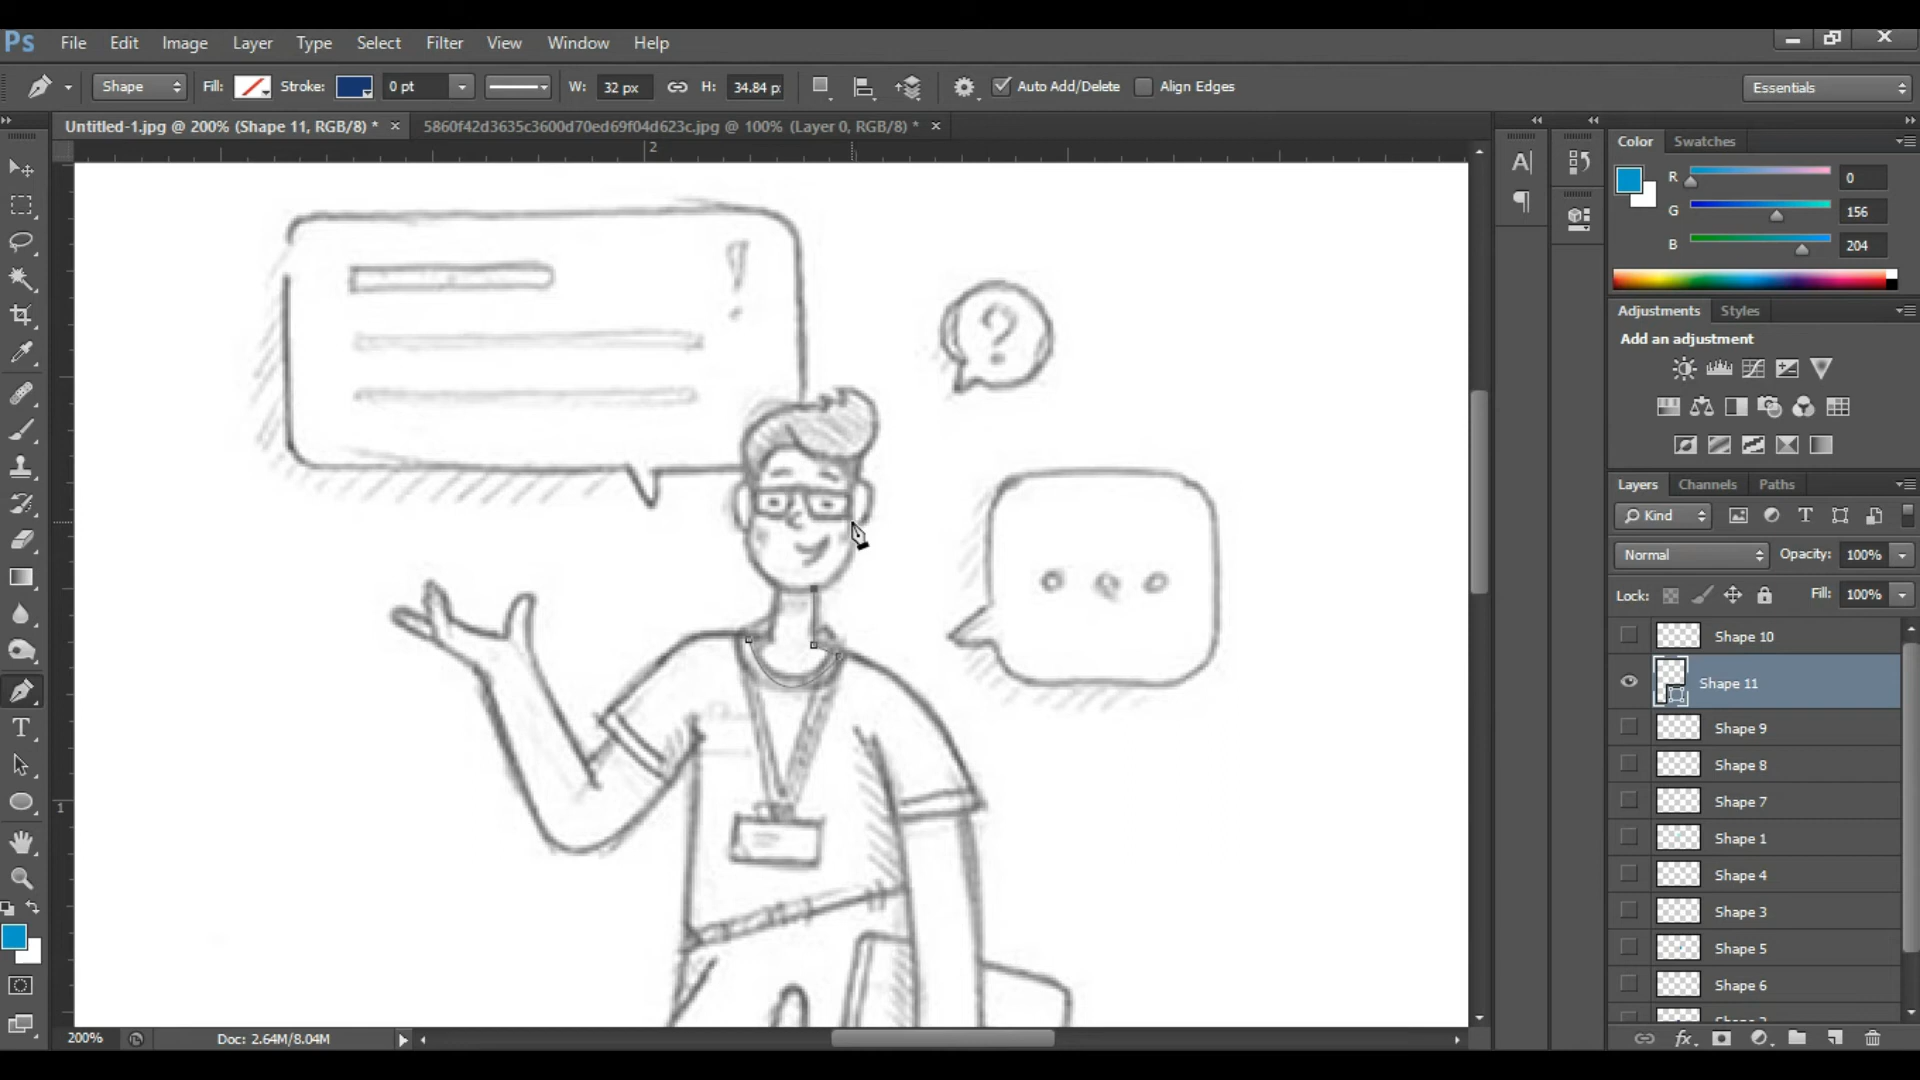 Ps File Edit Image Layer Type Select Filter View Window Help
Shape Fill: Stroke: 0 pt W: 32 px H: 34.84 p Auto Add/Delete Align Edges Essentials
Untitled-1.jpg @ 200% (Shape 11, RGB/8) * × 5860f42d3635c3600d70ed69f04d623c.jpg @ 100% (Layer 0, RGB/8) * ×
2
1
!
?
Color Swatches
R 0
G 156
B 204
Adjustments Styles
Add an adjustment
Layers Channels Paths
Kind
Normal Opacity: 100%
Lock: Fill: 100%
Shape 10
Shape 11
Shape 9
Shape 8
Shape 7
Shape 1
Shape 4
Shape 3
Shape 5
Shape 6
200% Doc: 2.64M/8.04M